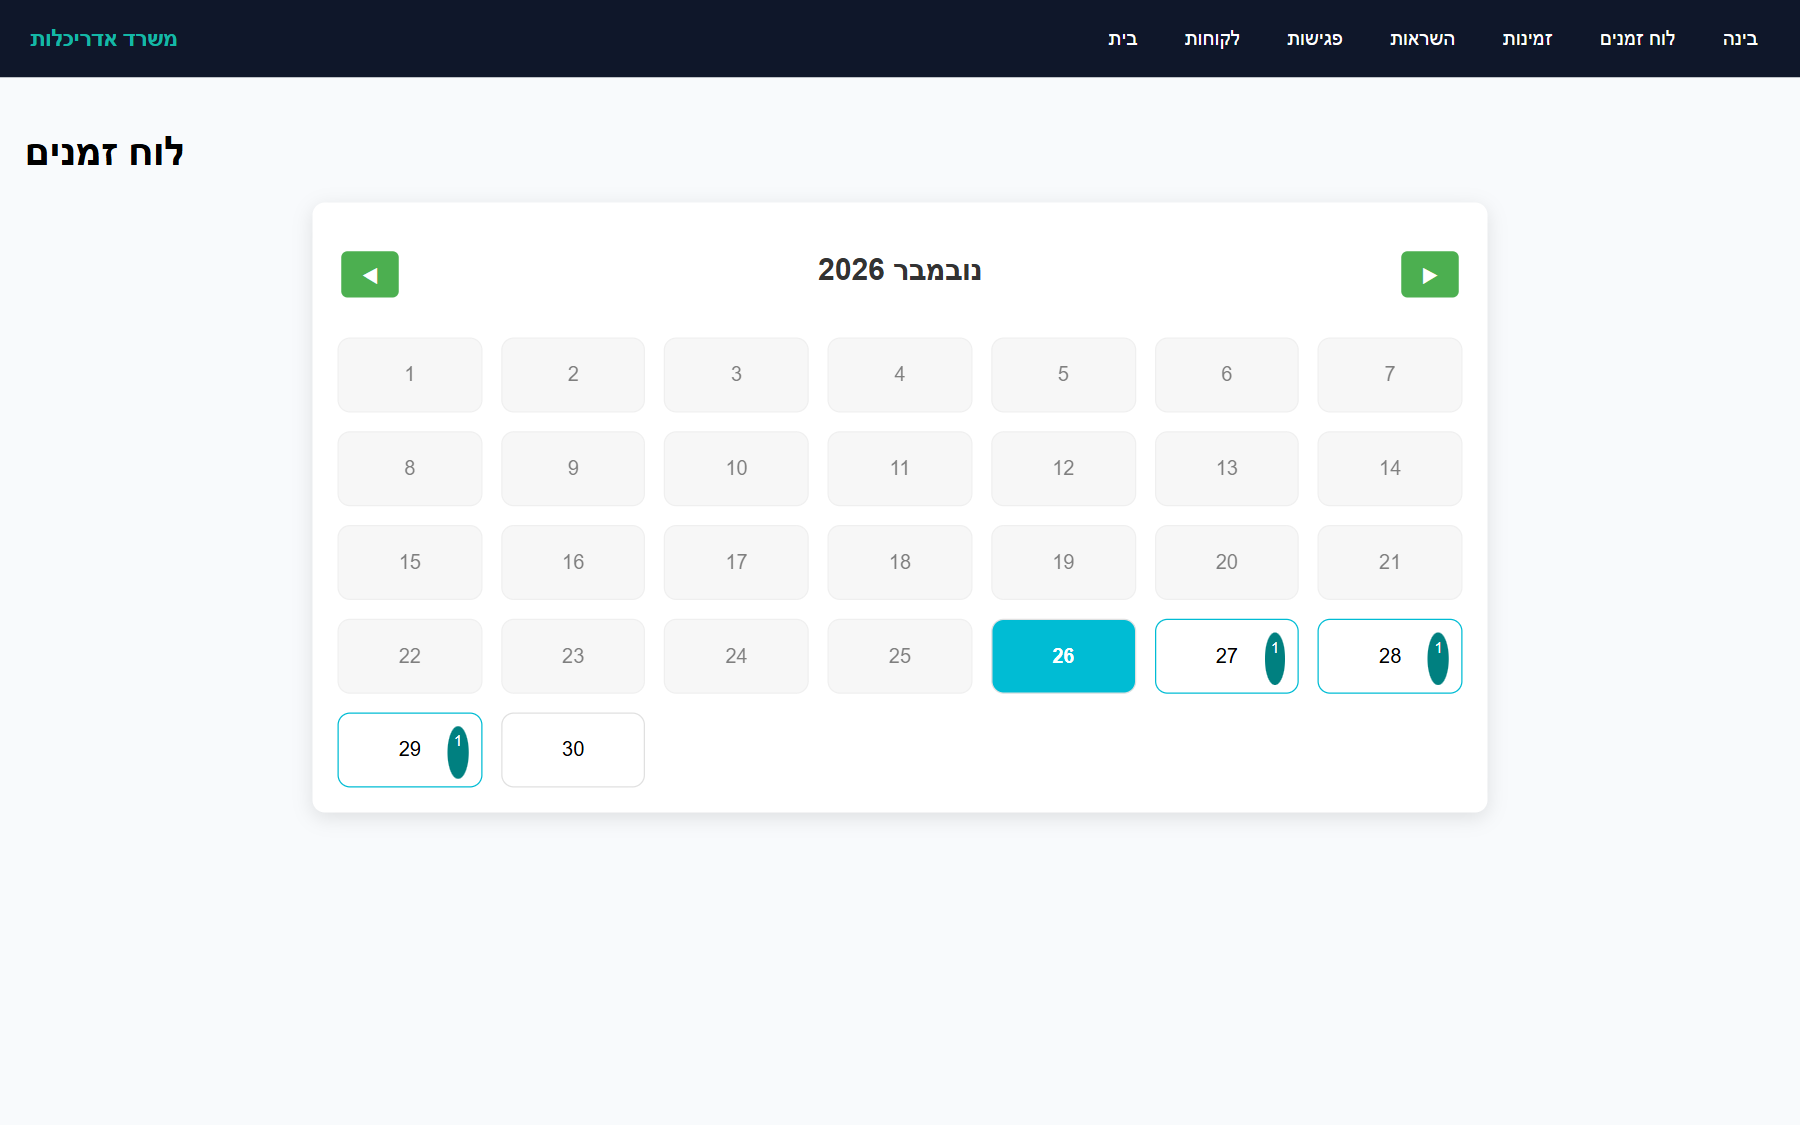 משרד אדריכלות
בית לקוחות פגישות השראות זמינות לוח זמנים בינה
לוח זמנים
◀ נובמבר 2026 ▶
1 2 3 4 5 6 7
8 9 10 11 12 13 14
15 16 17 18 19 20 21
22 23 24 25 26 27 1 28 1
29 1 30